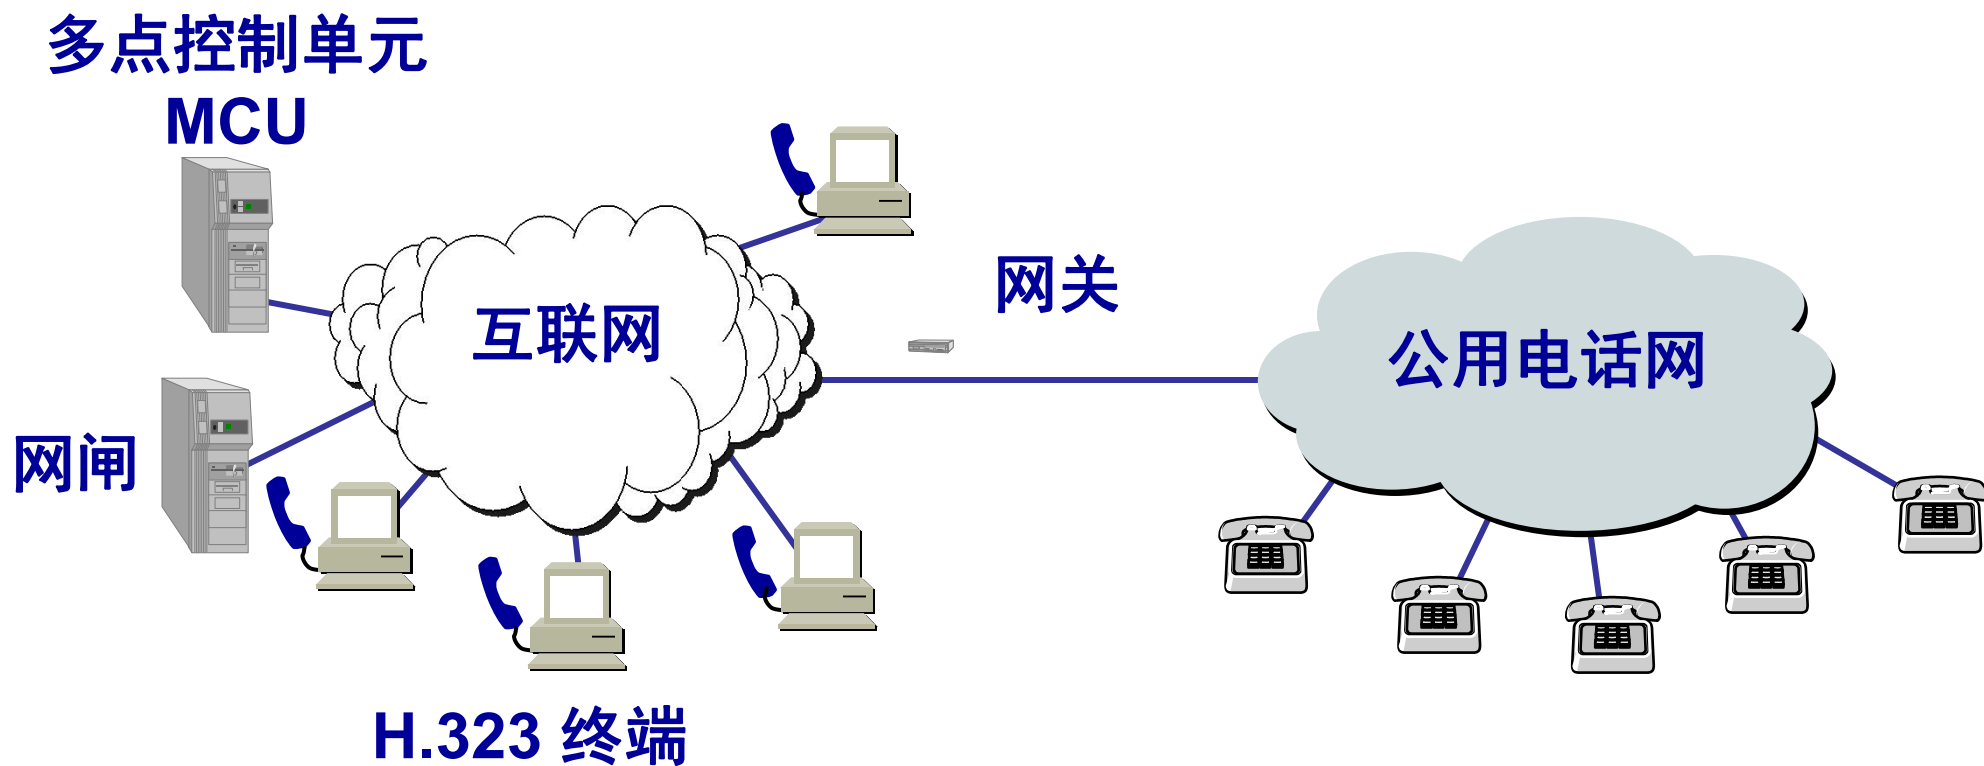 多点控制单元
MCU
网关
互联网
公用电话网
网闸
H.323 终端